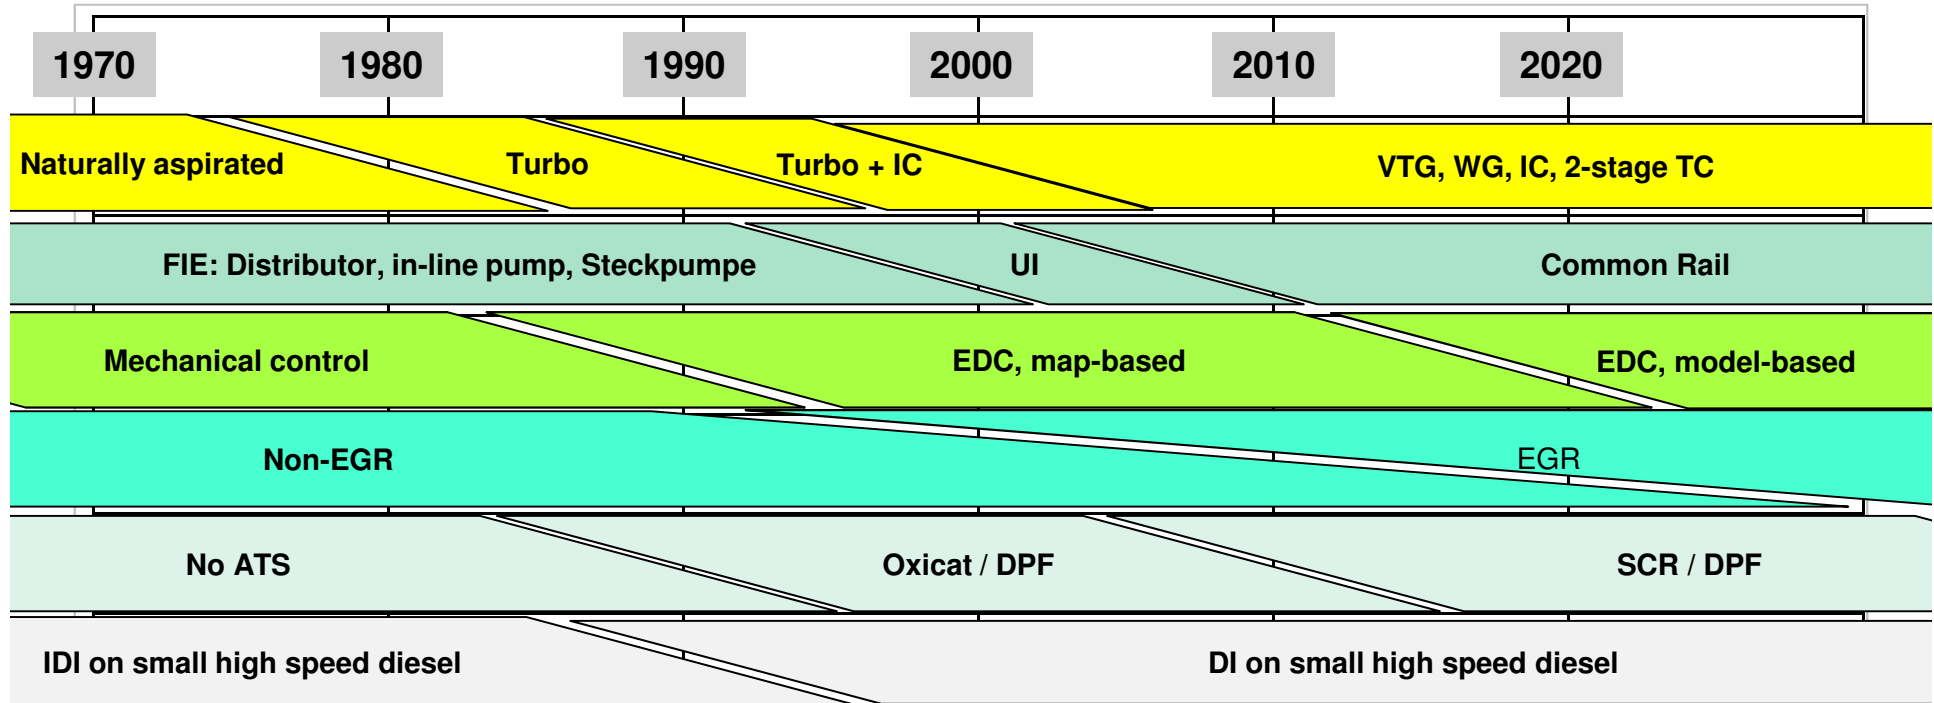 1970 1980 1990 2000 2010 2020
Naturally aspirated Turbo Turbo + IC VTG, WG, IC, 2-stage TC
FIE: Distributor, in-line pump, Steckpumpe UI Common Rail
Mechanical control EDC, map-based EDC, model-based
Non-EGR EGR
No ATS Oxicat / DPF SCR / DPF
IDI on small high speed diesel DI on small high speed diesel